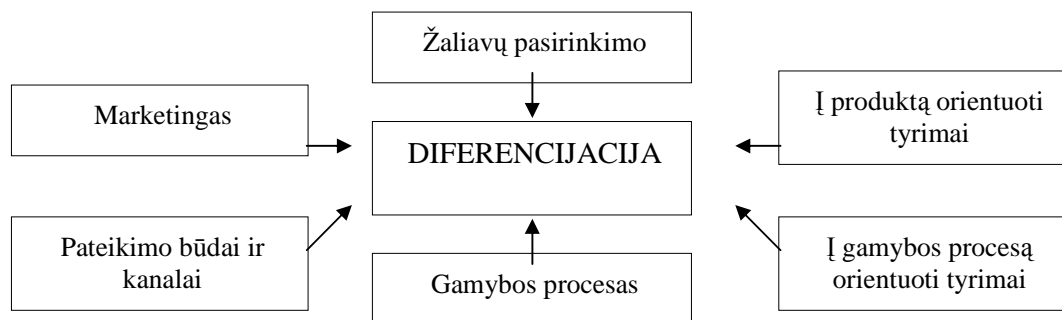 Žaliavų pasirinkimo
Marketingas
Į produktą orientuoti
tyrimai
DIFERENCIJACIJA
Pateikimo būdai ir
kanalai
Gamybos procesas
Į gamybos procesą
orientuoti tyrimai